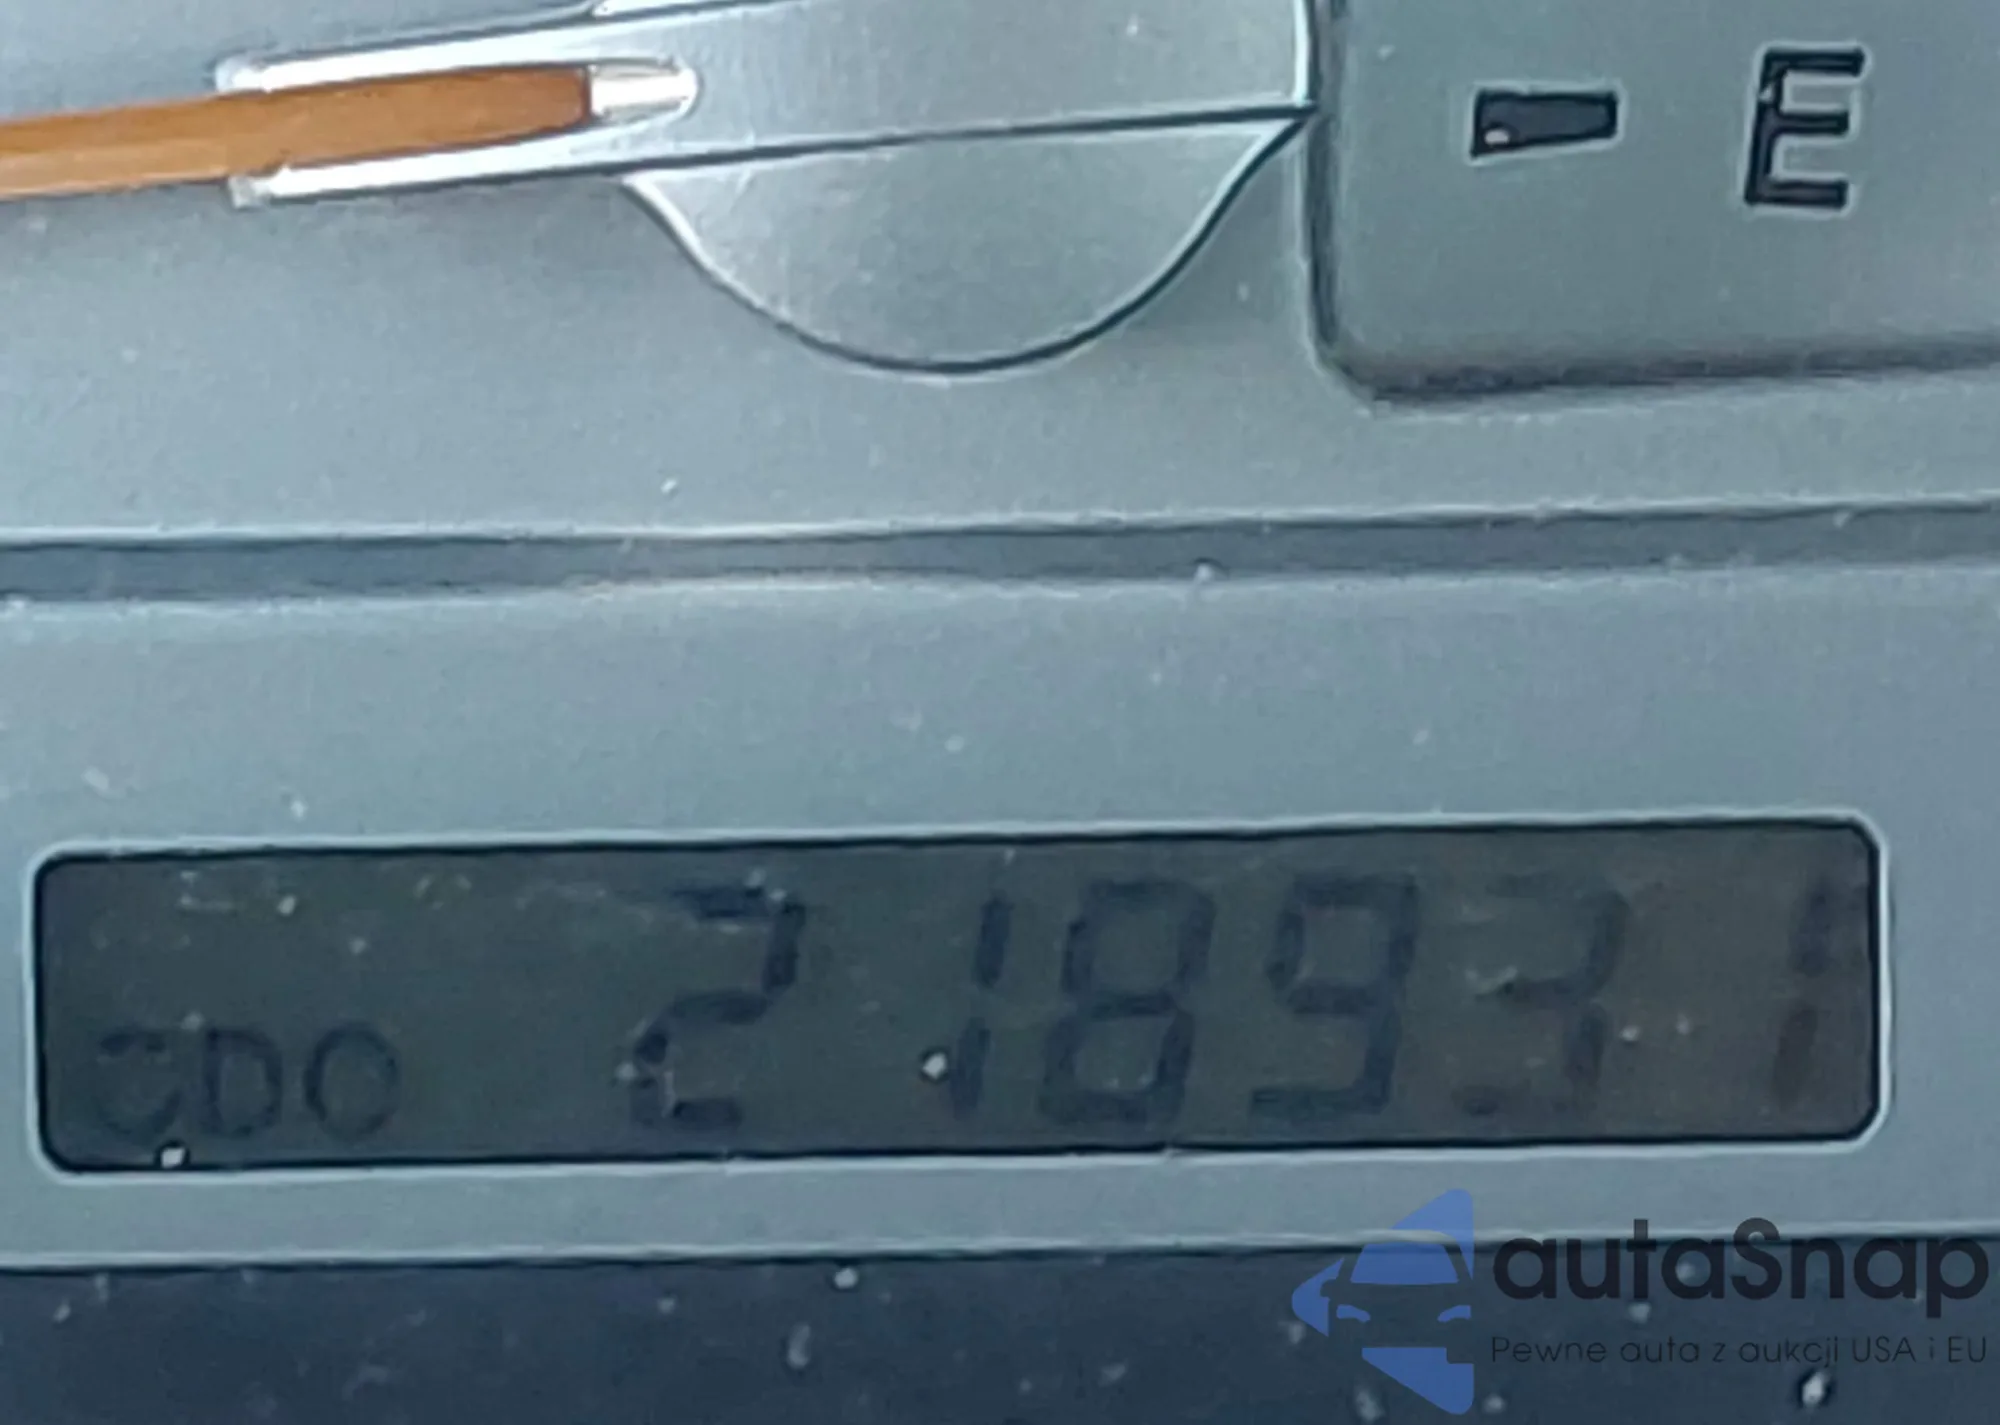 E
ODO 218931
autaSnap
Pewne auta z aukcji USA i EU